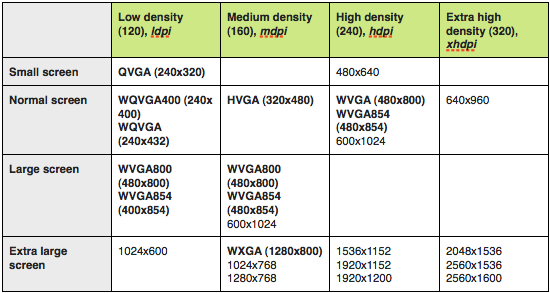 Low density
(120), ldpi
Medium density
(160), mdpi
High density
(240), hdpi
Extra high
density (320),
xhdpi
Small screen
QVGA (240x320)
480x640
Normal screen
WQVGA400 (240x
400)
WQVGA
(240x432)
HVGA (320x480)
WVGA (480x800)
WVGA854
(480x854)
600x1024
640x960
Large screen
WVGA800
(480x800)
WVGA854
(400x854)
WVGA800
(480x800)
WVGA854
(480x854)
600x1024
Extra large
screen
1024x600
WXGA (1280x800)
1024x768
1280x768
1536x1152
1920x1152
1920x1200
2048x1536
2560x1536
2560x1600